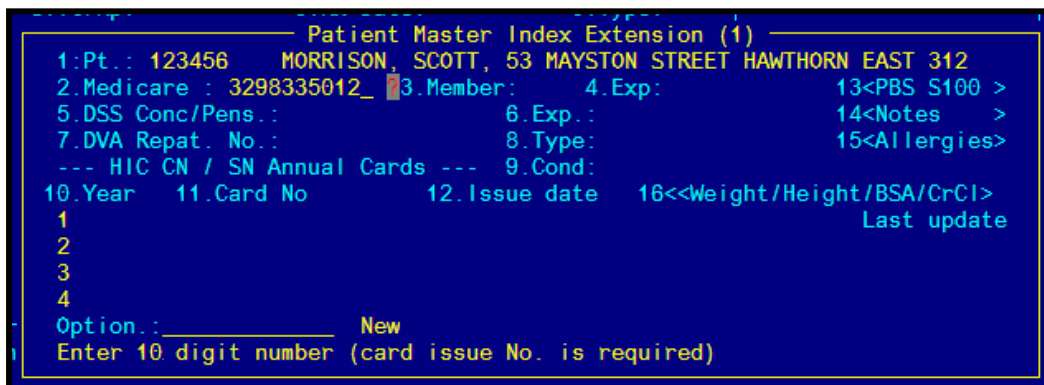 Patient Master Index Extension (1)
1:Pt.: 123456 MORRISON, SCOTT, 53 MAYSTON STREET HAWTHORN EAST 312
2.Medicare : 3298335012_ ?3.Member: 4.Exp: 13<PBS S100 >
5.DSS Conc/Pens.: 6.Exp.: 14<Notes >
7.DVA Repat. No.: 8.Type: 15<Allergies>
--- HIC CN / SN Annual Cards --- 9.Cond:
10.Year 11.Card No 12.Issue date 16<<Weight/Height/BSA/CrCl>
1 Last update
2
3
4
Option.:_____________ New
Enter 10 digit number (card issue No. is required)